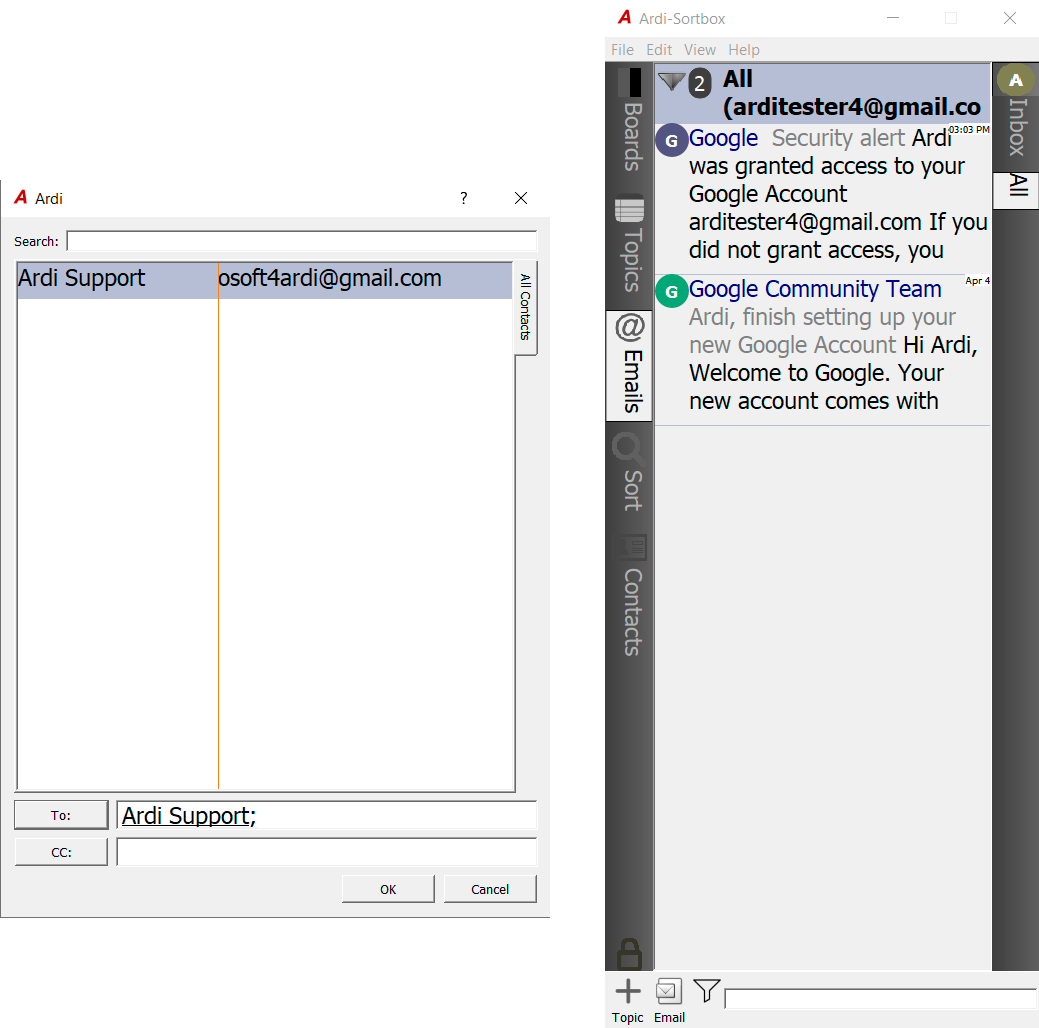 A Ardi
?
Search:
Ardi Support osoft4ardi@gmail.com
All Contacts
To: Ardi Support;
CC:
OK Cancel
A Ardi-Sortbox
File Edit View Help
Boards
Topics
@ Emails
Sort
Contacts
2 All
(arditester4@gmail.co
G Google Security alert Ardi 03:03 PM
was granted access to your
Google Account
arditester4@gmail.com If you
did not grant access, you
G Google Community Team Apr 4
Ardi, finish setting up your
new Google Account Hi Ardi,
Welcome to Google. Your
new account comes with
A
Inbox
All
Topic Email